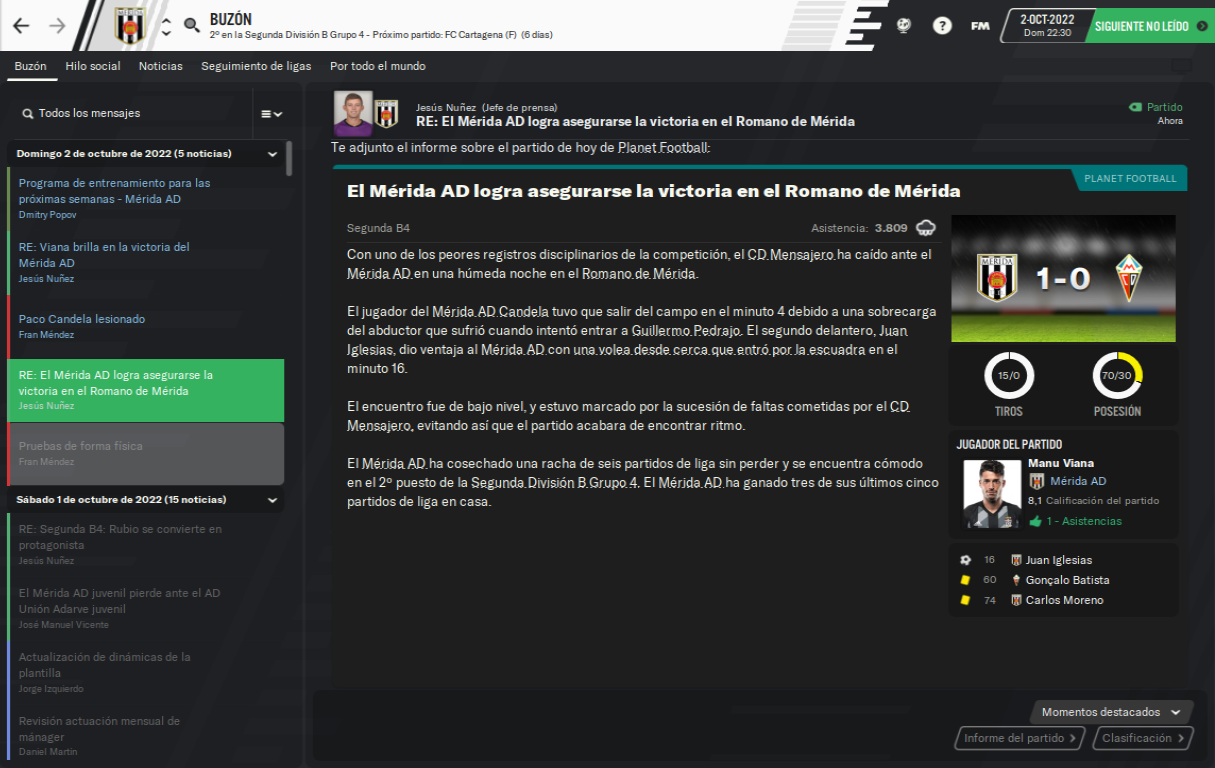 BUZÓN
2º en la Segunda División B Grupo 4 - Próximo partido: FC Cartagena (F) (6 días)
?
FM
2-OCT-2022
Dom 22:30
SIGUIENTE NO LEÍDO
Buzón
Hilo social
Noticias
Seguimiento de ligas
Por todo el mundo
Todos los mensajes
Domingo 2 de octubre de 2022 (5 noticias)
Programa de entrenamiento para las
próximas semanas - Mérida AD
Dmitry Popov
RE: Viana brilla en la victoria del
Mérida AD
Jesús Nuñez
Paco Candela lesionado
Fran Méndez
RE: El Mérida AD logra asegurarse la
victoria en el Romano de Mérida
Jesús Nuñez
Pruebas de forma física
Fran Méndez
Sábado 1 de octubre de 2022 (15 noticias)
RE: Segunda B4: Rubio se convierte en
protagonista
Jesús Nuñez
El Mérida AD juvenil pierde ante el AD
Unión Adarve juvenil
José Manuel Vicente
Actualización de dinámicas de la
plantilla
Jorge Izquierdo
Revisión actuación mensual de
mánager
Daniel Martín
Jesús Nuñez (Jefe de prensa)
RE: El Mérida AD logra asegurarse la victoria en el Romano de Mérida
Partido
Ahora
Te adjunto el informe sobre el partido de hoy de Planet Football:
PLANET FOOTBALL
El Mérida AD logra asegurarse la victoria en el Romano de Mérida
Segunda B4
Asistencia: 3.809
Con uno de los peores registros disciplinarios de la competición, el CD Mensajero ha caído ante el
Mérida AD en una húmeda noche en el Romano de Mérida.
El jugador del Mérida AD Candela tuvo que salir del campo en el minuto 4 debido a una sobrecarga
del abductor que sufrió cuando intentó entrar a Guillermo Pedrajo. El segundo delantero, Juan
Iglesias, dio ventaja al Mérida AD con una volea desde cerca que entró por la escuadra en el
minuto 16.
El encuentro fue de bajo nivel, y estuvo marcado por la sucesión de faltas cometidas por el CD
Mensajero, evitando así que el partido acabara de encontrar ritmo.
El Mérida AD ha cosechado una racha de seis partidos de liga sin perder y se encuentra cómodo
en el 2º puesto de la Segunda División B Grupo 4. El Mérida AD ha ganado tres de sus últimos cinco
partidos de liga en casa.
MÉRIDA
1-0
15/0
70/30
TIROS
POSESIÓN
JUGADOR DEL PARTIDO
Manu Viana
Mérida AD
8,1 Calificación del partido
1 - Asistencias
16 Juan Iglesias
60 Gonçalo Batista
74 Carlos Moreno
Momentos destacados
Informe del partido
Clasificación